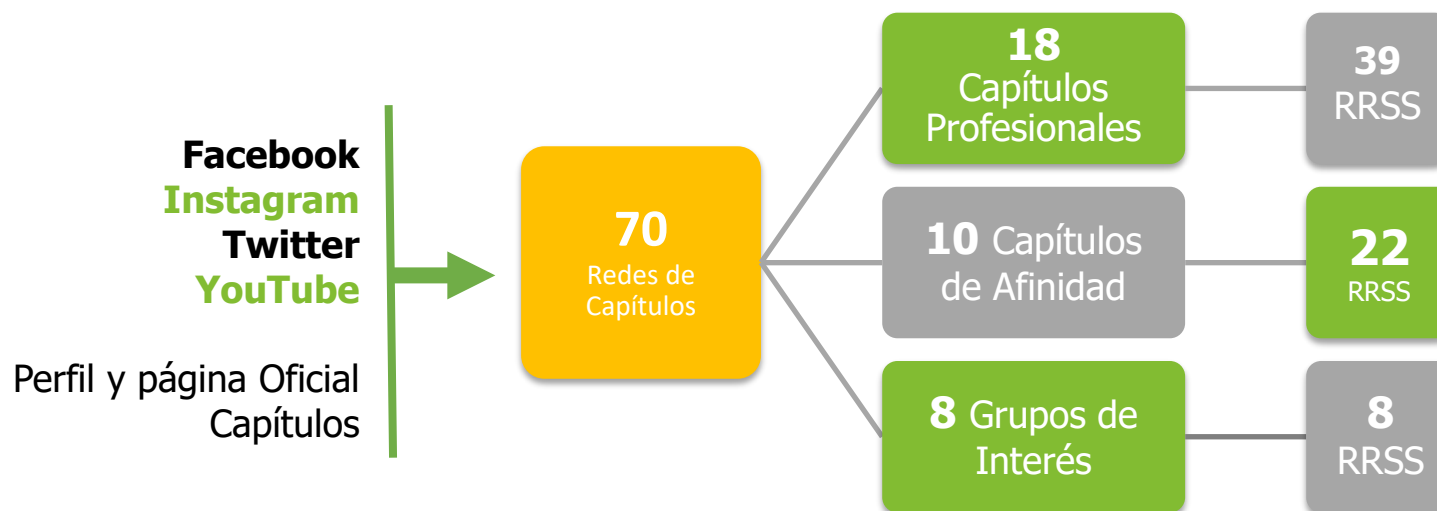 Facebook
Instagram
Twitter
YouTube
Perfil y página Oficial
Capítulos
70
Redes de
Capítulos
18
Capítulos
Profesionales
39
RRSS
10 Capítulos
de Afinidad
22
RRSS
8 Grupos de
Interés
8
RRSS